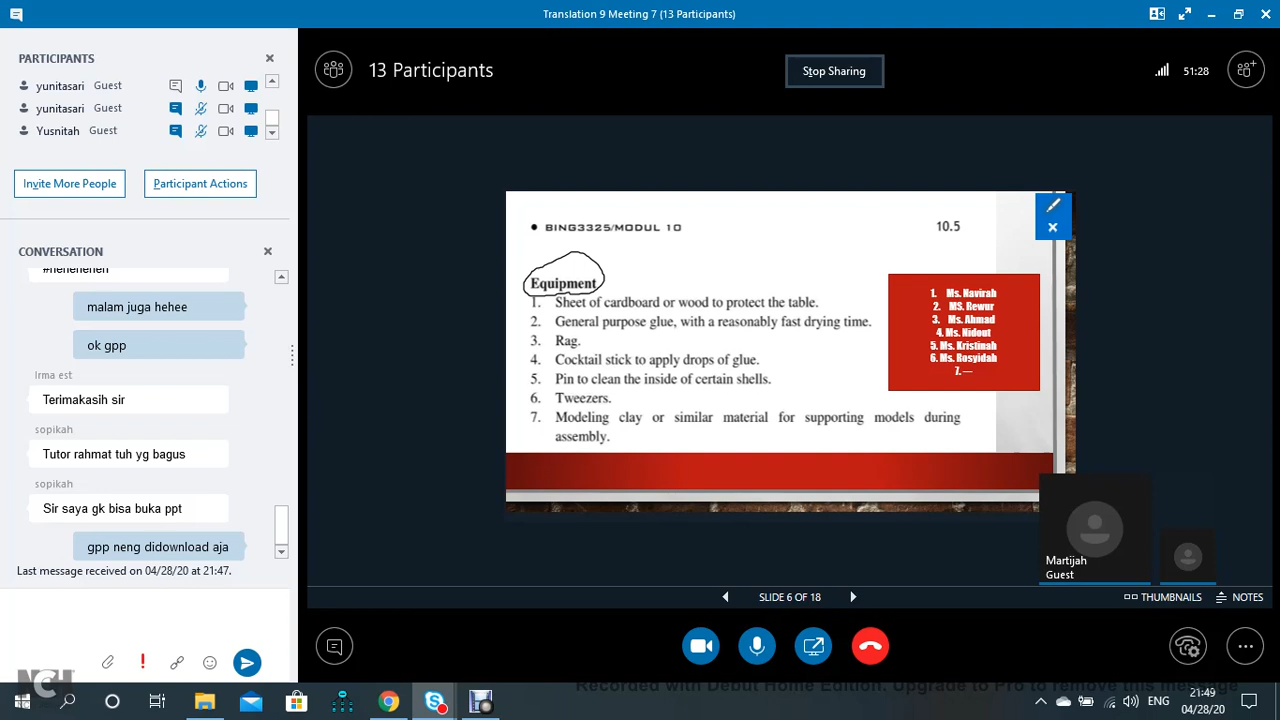 Translation 9 Meeting 7 (13 Participants)
PARTICIPANTS
yunitasari Guest
yunitasari Guest
Yusnitah Guest
Invite More People
Participant Actions
CONVERSATION
#heheheheh
malam juga hehee
ok gpp
Irma est
Terimakasih sir
sopikah
Tutor rahmat tuh yg bagus
sopikah
Sir saya gk bisa buka ppt
gpp neng didownload aja
Last message received on 04/28/20 at 21:47.
13 Participants
Stop Sharing
51:28
• BING3325/MODUL 10
10.5
Equipment
1. Sheet of cardboard or wood to protect the table.
2. General purpose glue, with a reasonably fast drying time.
3. Rag.
4. Cocktail stick to apply drops of glue.
5. Pin to clean the inside of certain shells.
6. Tweezers.
7. Modeling clay or similar material for supporting models during
assembly.
1. Ms. Navirah
2. MS. Rewur
3. Ms. Ahmad
4. Ms. Nidout
5. Ms. Kristinah
6. Ms. Rosyidah
7. —
Martijah
Guest
SLIDE 6 OF 18
THUMBNAILS
NOTES
NCH
Recorded with Debut Home Edition. Upgrade to Pro to remove this message
ENG
21:49
04/28/20